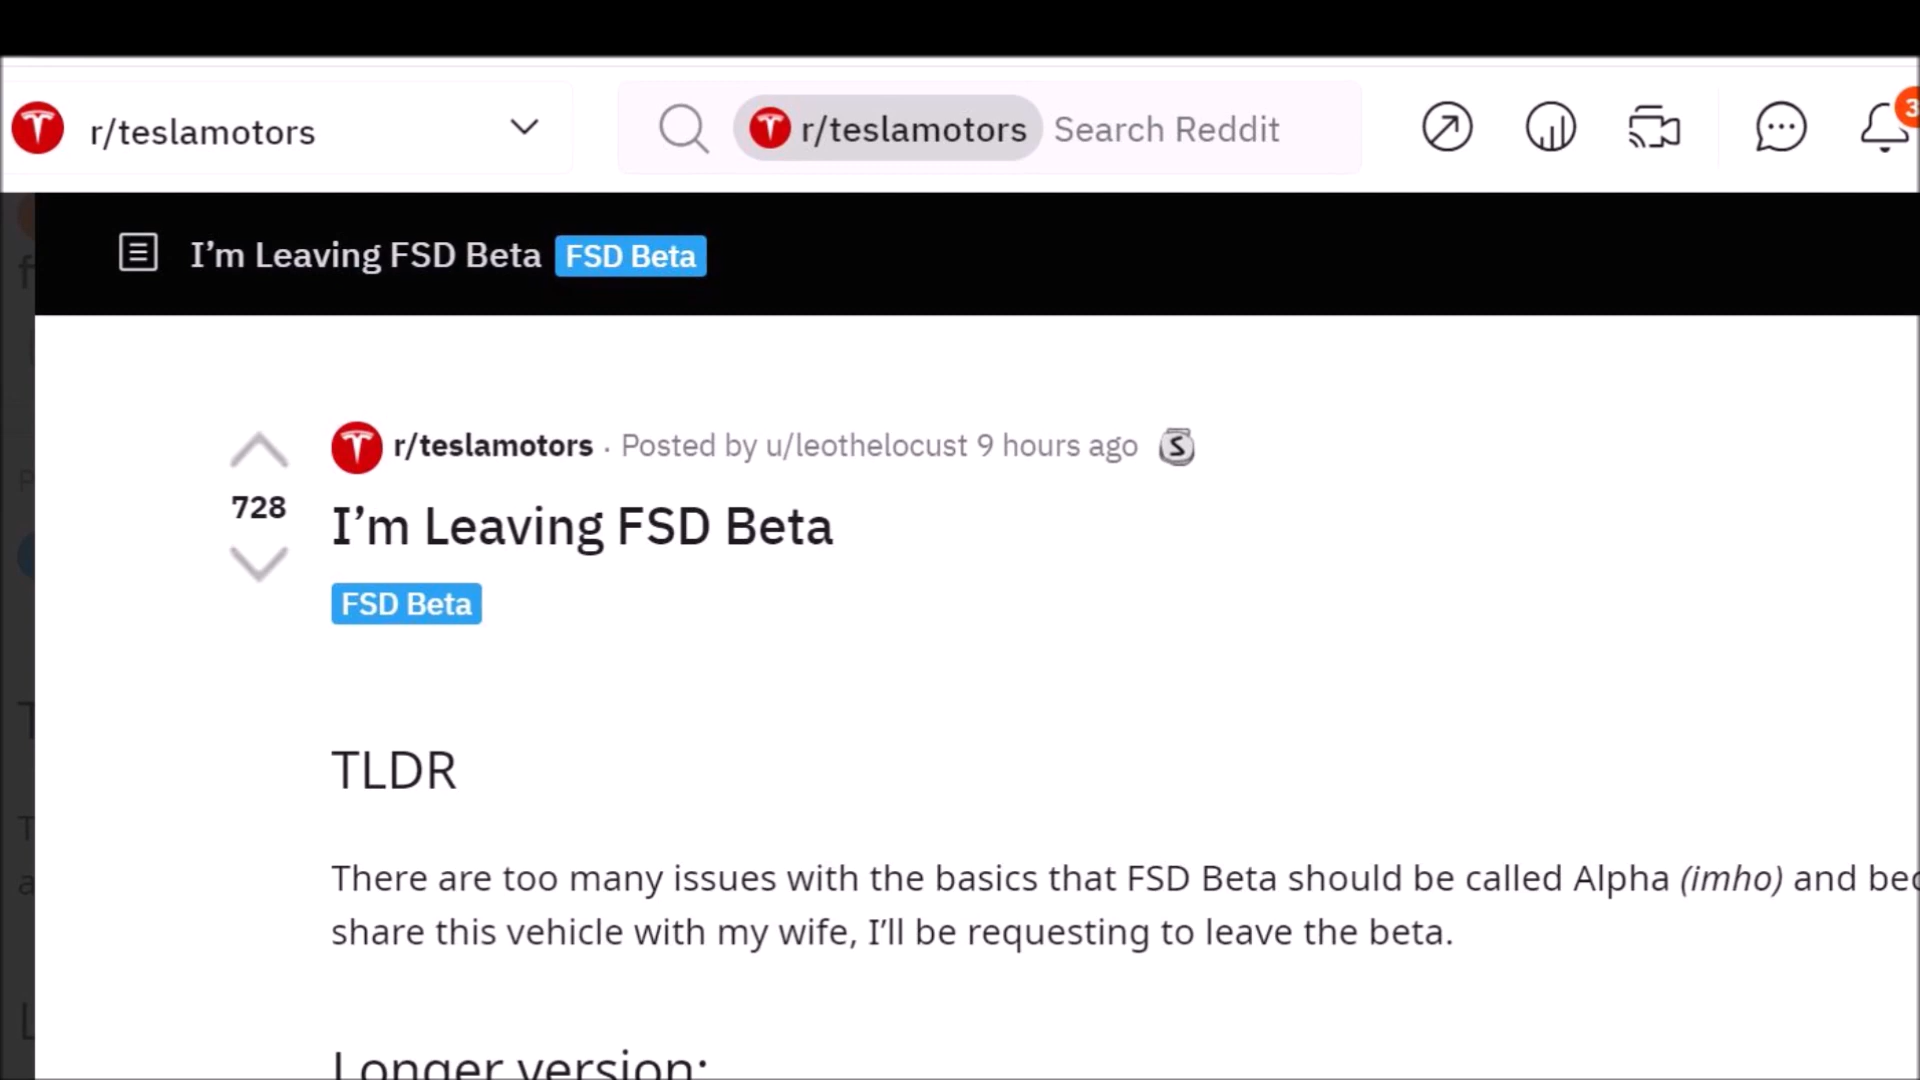 r/teslamotors
r/teslamotors Search Reddit
3
I’m Leaving FSD Beta FSD Beta
r/teslamotors · Posted by u/leothelocust 9 hours ago
728
I’m Leaving FSD Beta
FSD Beta
TLDR
There are too many issues with the basics that FSD Beta should be called Alpha (imho) and bec
share this vehicle with my wife, I’ll be requesting to leave the beta.
Longer version: